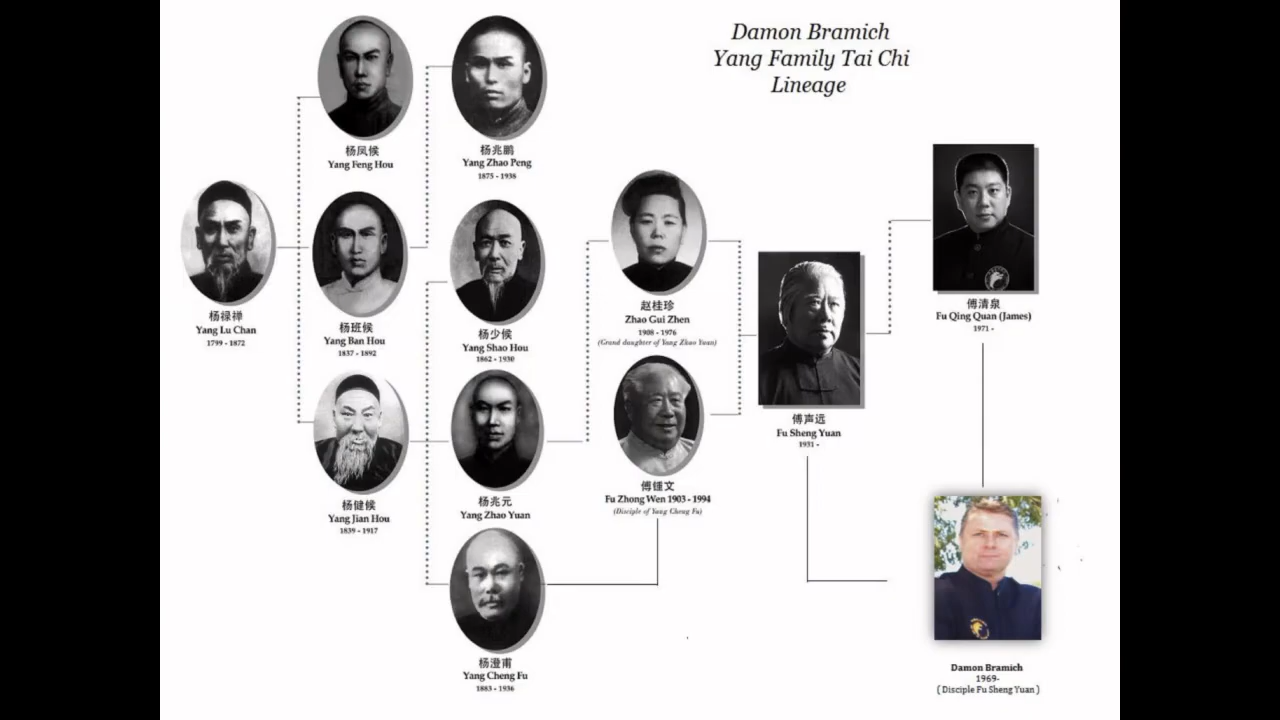 Damon Bramich
Yang Family Tai Chi
Lineage
杨禄禅
Yang Lu Chan
1799 - 1872
杨凤候
Yang Feng Hou
杨班候
Yang Ban Hou
1837 - 1892
杨健候
Yang Jian Hou
1839 - 1917
杨兆鹏
Yang Zhao Peng
1875 - 1938
杨少候
Yang Shao Hou
1862 - 1930
杨兆元
Yang Zhao Yuan
杨澄甫
Yang Cheng Fu
1883 - 1936
赵桂珍
Zhao Gui Zhen
1908 - 1976
(Grand daughter of Yang Zhao Yuan)
傅锺文
Fu Zhong Wen 1903 - 1994
(Disciple of Yang Cheng Fu)
傅声远
Fu Sheng Yuan
1931 -
傅清泉
Fu Qing Quan (James)
1971 -
Damon Bramich
1969-
( Disciple Fu Sheng Yuan )